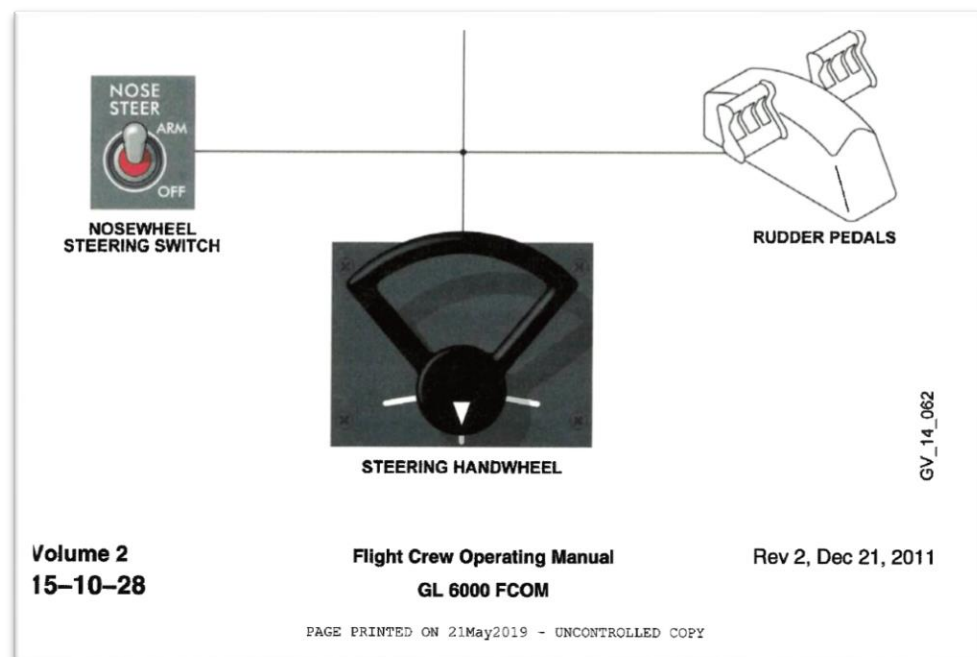 NOSE
STEER
ARM
OFF
NOSEWHEEL
STEERING SWITCH
RUDDER PEDALS
STEERING HANDWHEEL
GV_14_062
Volume 2
Flight Crew Operating Manual
Rev 2, Dec 21, 2011
15–10–28
GL 6000 FCOM
PAGE PRINTED ON 21May2019 - UNCONTROLLED COPY